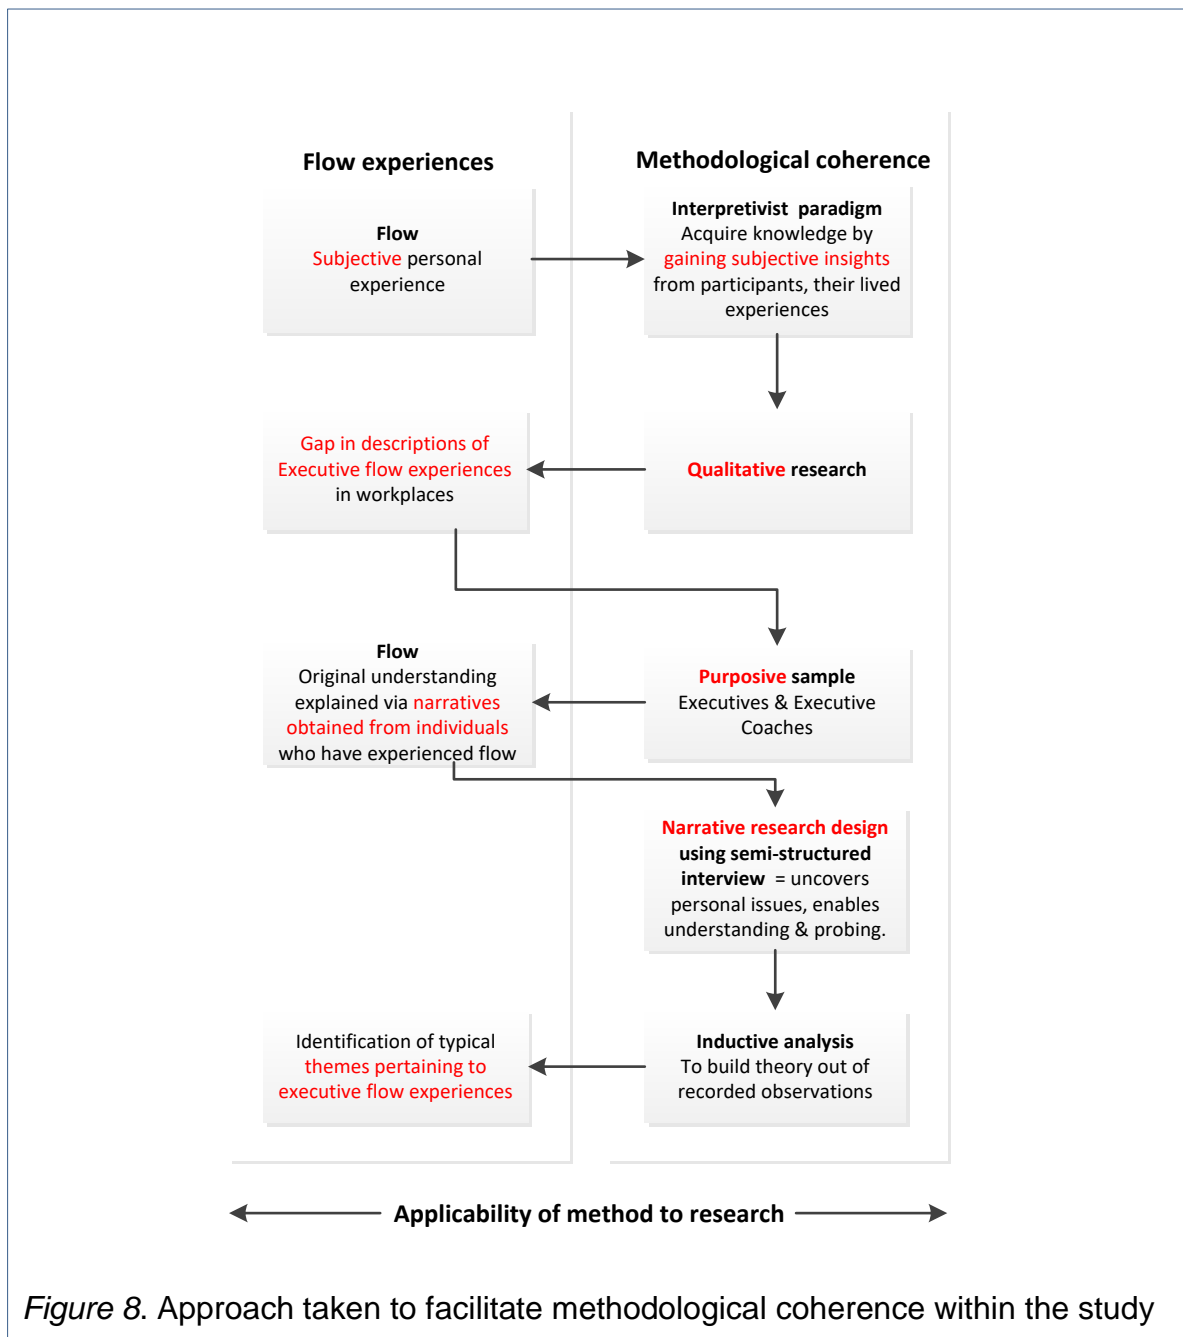 Flow experiences
Methodological coherence
Flow
Subjective personal
experience
Interpretivist paradigm
Acquire knowledge by
gaining subjective insights
from participants, their lived
experiences
Gap in descriptions of
Executive flow experiences
in workplaces
Qualitative research
Flow
Original understanding
explained via narratives
obtained from individuals
who have experienced flow
Purposive sample
Executives & Executive
Coaches
Narrative research design
using semi-structured
interview = uncovers
personal issues, enables
understanding & probing.
Identification of typical
themes pertaining to
executive flow experiences
Inductive analysis
To build theory out of
recorded observations
Applicability of method to research
Figure 8. Approach taken to facilitate methodological coherence within the study